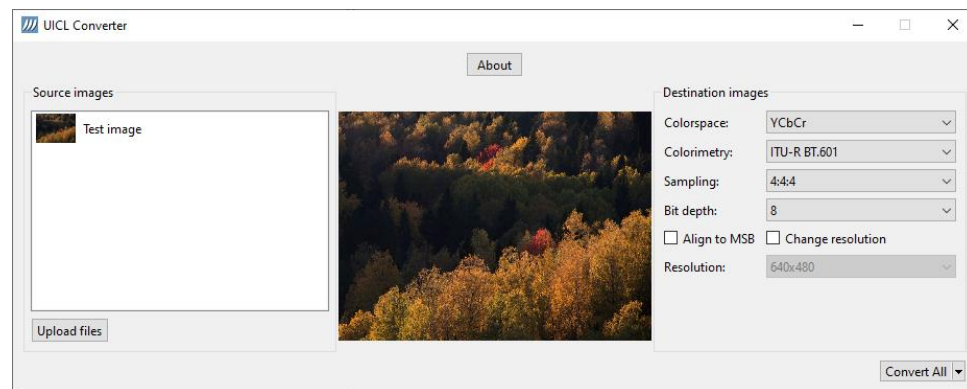 UICL Converter
About
Source images
Test image
Upload files
Destination images
Colorspace: YCbCr
Colorimetry: ITU-R BT.601
Sampling: 4:4:4
Bit depth: 8
Align to MSB Change resolution
Resolution: 640x480
Convert All